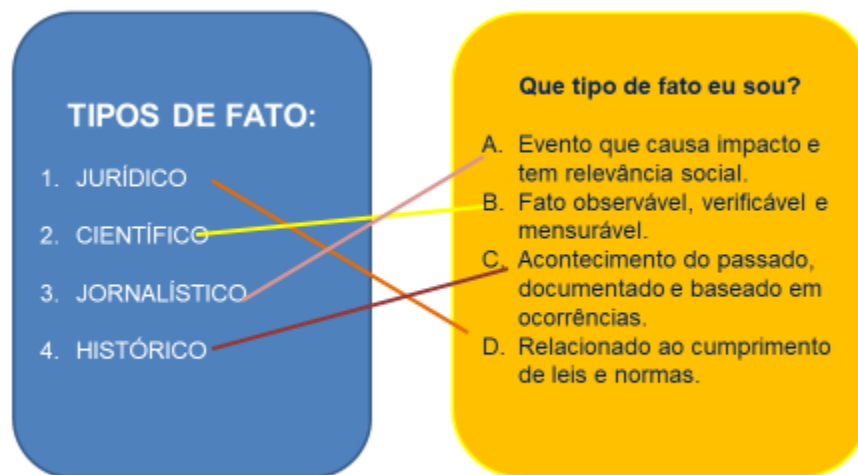 TIPOS DE FATO:
1. JURÍDICO
2. CIENTÍFICO
3. JORNALÍSTICO
4. HISTÓRICO
Que tipo de fato eu sou?
A. Evento que causa impacto e
tem relevância social.
B. Fato observável, verificável e
mensurável.
C. Acontecimento do passado,
documentado e baseado em
ocorrências.
D. Relacionado ao cumprimento
de leis e normas.